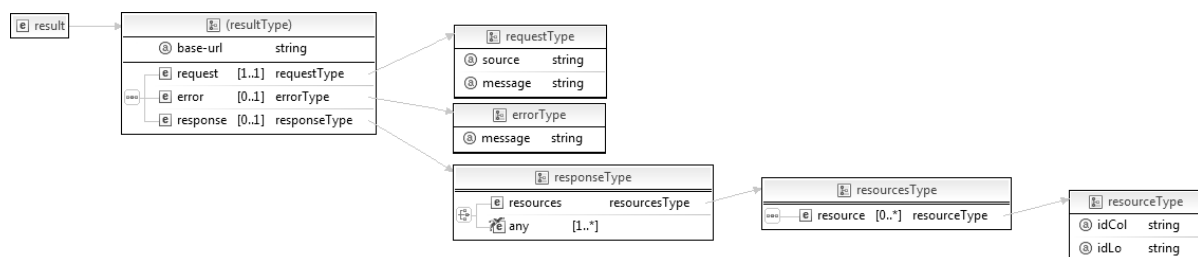 e result
(resultType)
a base-url string
e request [1..1] requestType
e error [0..1] errorType
e response [0..1] responseType
requestType
a source string
a message string
errorType
a message string
responseType
e resources resourcesType
e any [1..*]
resourcesType
e resource [0..*] resourceType
resourceType
a idCol string
a idLo string